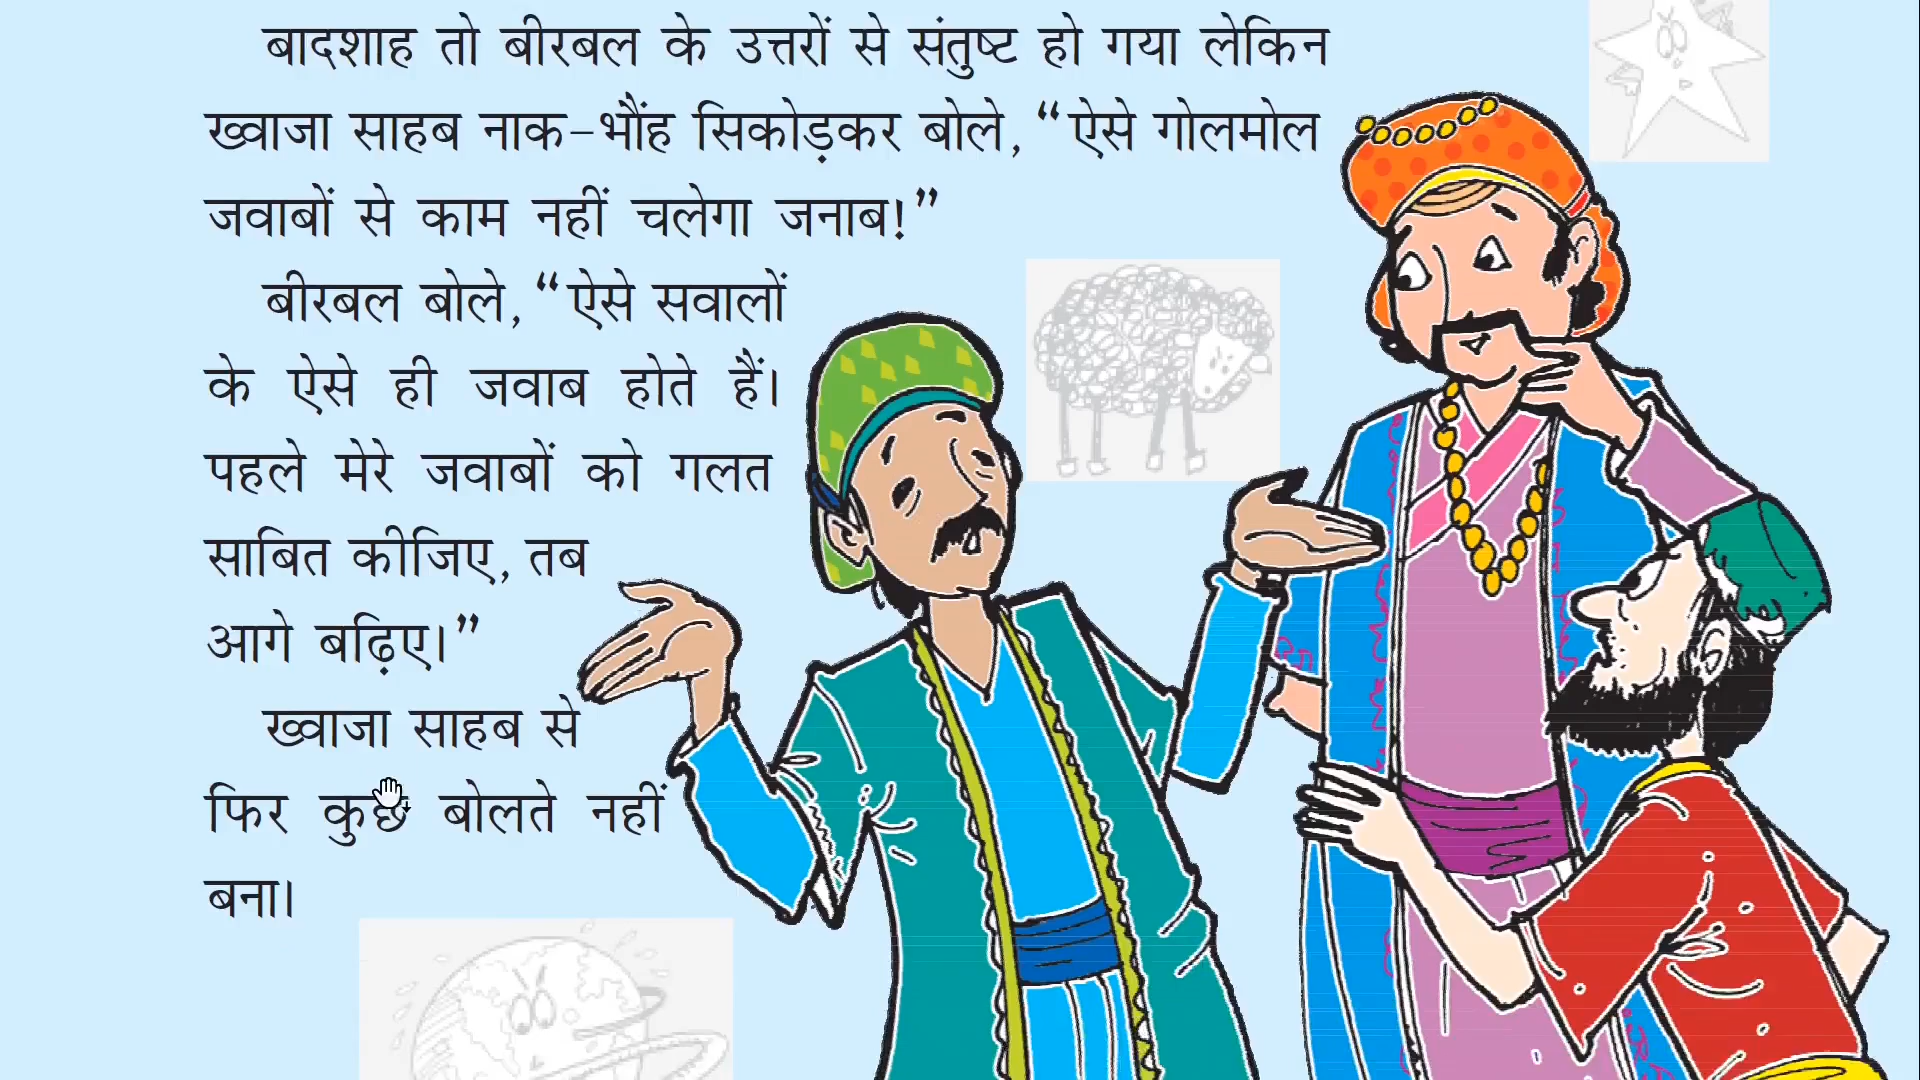 बादशाह तो बीरबल के उत्तरों से संतुष्ट हो गया लेकिन
ख्वाजा साहब नाक-भौंह सिकोड़कर बोले, “ऐसे गोलमोल
जवाबों से काम नहीं चलेगा जनाब!”
बीरबल बोले, “ऐसे सवालों
के ऐसे ही जवाब होते हैं।
पहले मेरे जवाबों को गलत
साबित कीजिए, तब
आगे बढ़िए।”
ख्वाजा साहब से
फिर कुछ बोलते नहीं
बना।